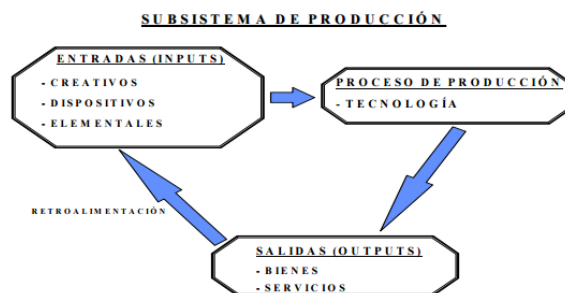 SUBSISTEMA DE PRODUCCIÓN
ENTRADAS (INPUTS)
- CREATIVOS
- DISPOSITIVOS
- ELEMENTALES
PROCESO DE PRODUCCIÓN
- TECNOLOGÍA
RETROALIMENTACIÓN
SALIDAS (OUTPUTS)
- BIENES
- SERVICIOS